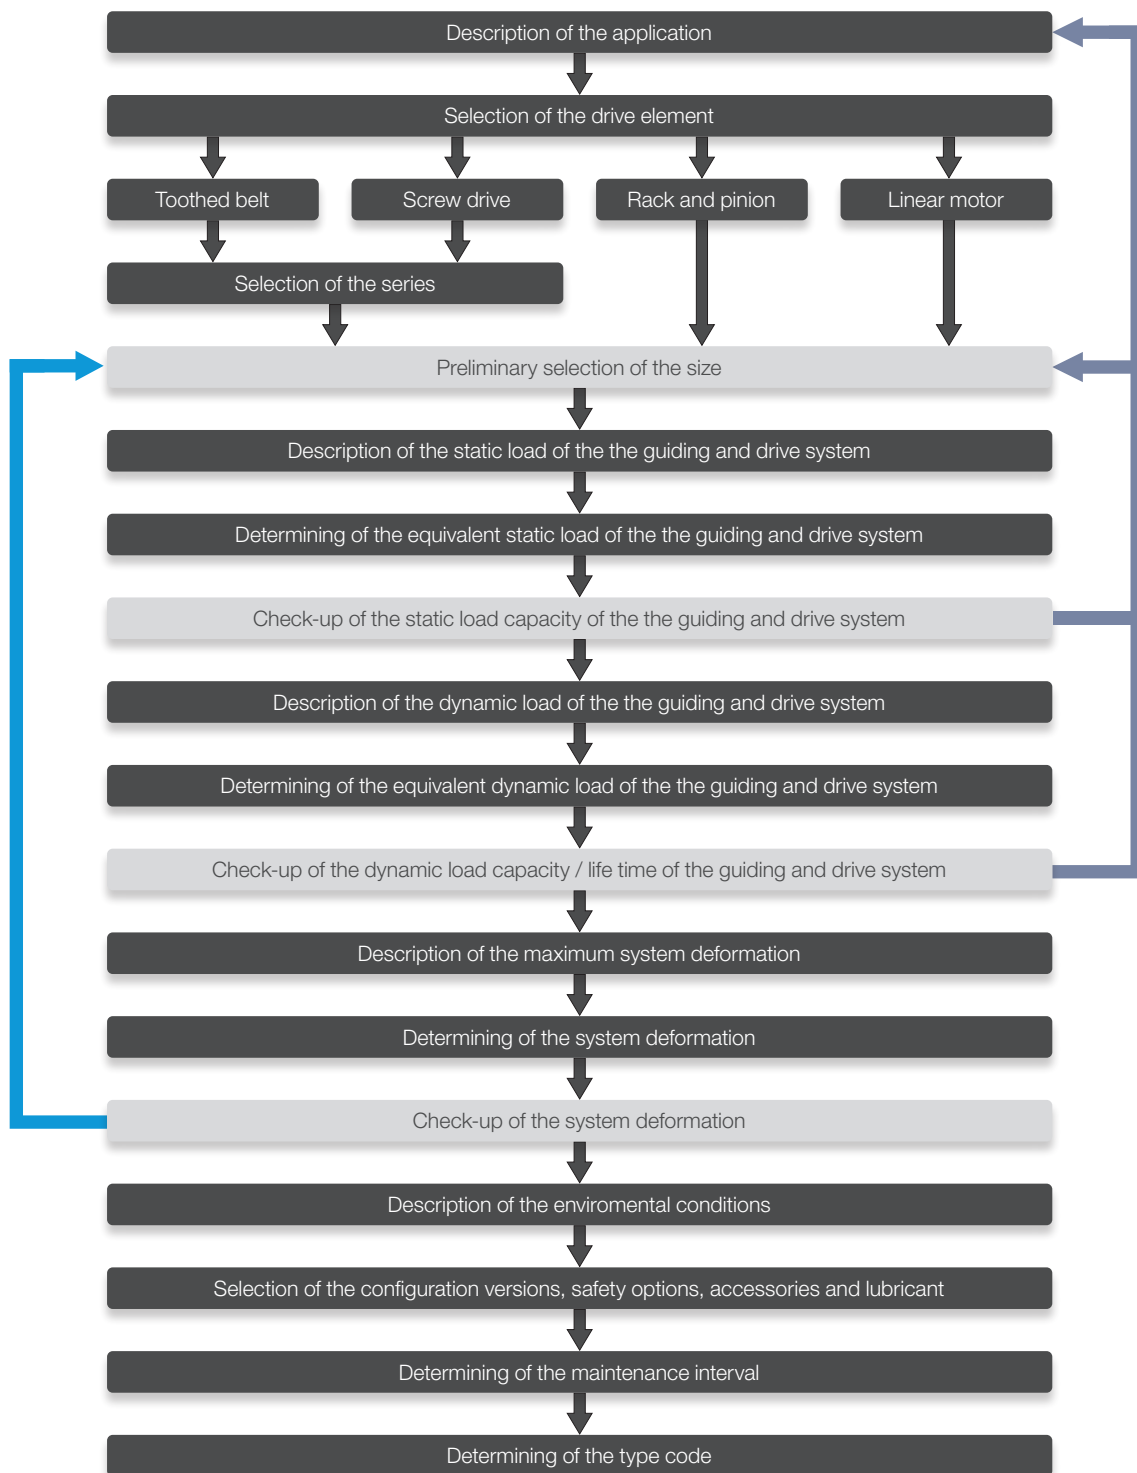 Description of the application
Selection of the drive element
Toothed belt
Screw drive
Rack and pinion
Linear motor
Selection of the series
Preliminary selection of the size
Description of the static load of the the guiding and drive system
Determining of the equivalent static load of the the guiding and drive system
Check-up of the static load capacity of the the guiding and drive system
Description of the dynamic load of the the guiding and drive system
Determining of the equivalent dynamic load of the the guiding and drive system
Check-up of the dynamic load capacity / life time of the guiding and drive system
Description of the maximum system deformation
Determining of the system deformation
Check-up of the system deformation
Description of the enviromental conditions
Selection of the configuration versions, safety options, accessories and lubricant
Determining of the maintenance interval
Determining of the type code